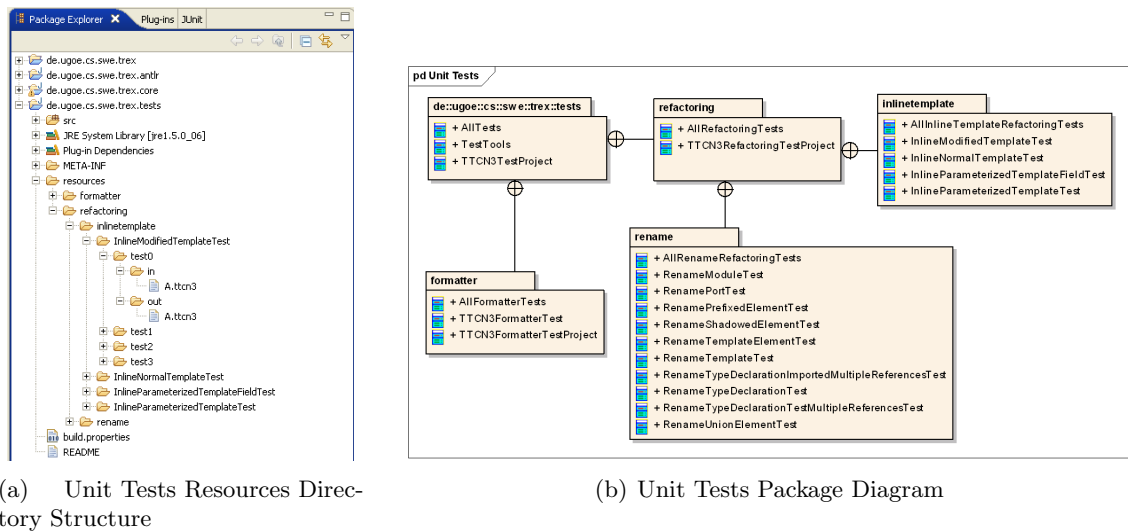 Package Explorer
Plug-ins
JUnit
de.ugoe.cs.swe.trex
de.ugoe.cs.swe.trex.antlr
de.ugoe.cs.swe.trex.core
de.ugoe.cs.swe.trex.tests
src
JRE System Library [jre1.5.0_06]
Plug-in Dependencies
META-INF
resources
formatter
refactoring
inlinetemplate
InlineModifiedTemplateTest
test0
in
A.ttcn3
out
A.ttcn3
test1
test2
test3
InlineNormalTemplateTest
InlineParameterizedTemplateFieldTest
InlineParameterizedTemplateTest
rename
build.properties
README
(a) Unit Tests Resources Direc-
tory Structure
pd Unit Tests
de::ugoe::cs::swe::trex::tests
+ AllTests
+ TestTools
+ TTCN3TestProject
refactoring
+ AllRefactoringTests
+ TTCN3RefactoringTestProject
inlinetemplate
+ AllInlineTemplateRefactoringTests
+ InlineModifiedTemplateTest
+ InlineNormalTemplateTest
+ InlineParameterizedTemplateFieldTest
+ InlineParameterizedTemplateTest
formatter
+ AllFormatterTests
+ TTCN3FormatterTest
+ TTCN3FormatterTestProject
rename
+ AllRenameRefactoringTests
+ RenameModuleTest
+ RenamePortTest
+ RenamePrefixedElementTest
+ RenameShadowedElementTest
+ RenameTemplateElementTest
+ RenameTemplateTest
+ RenameTypeDeclarationImportedMultipleReferencesTest
+ RenameTypeDeclarationTest
+ RenameTypeDeclarationTestMultipleReferencesTest
+ RenameUnionElementTest
(b) Unit Tests Package Diagram